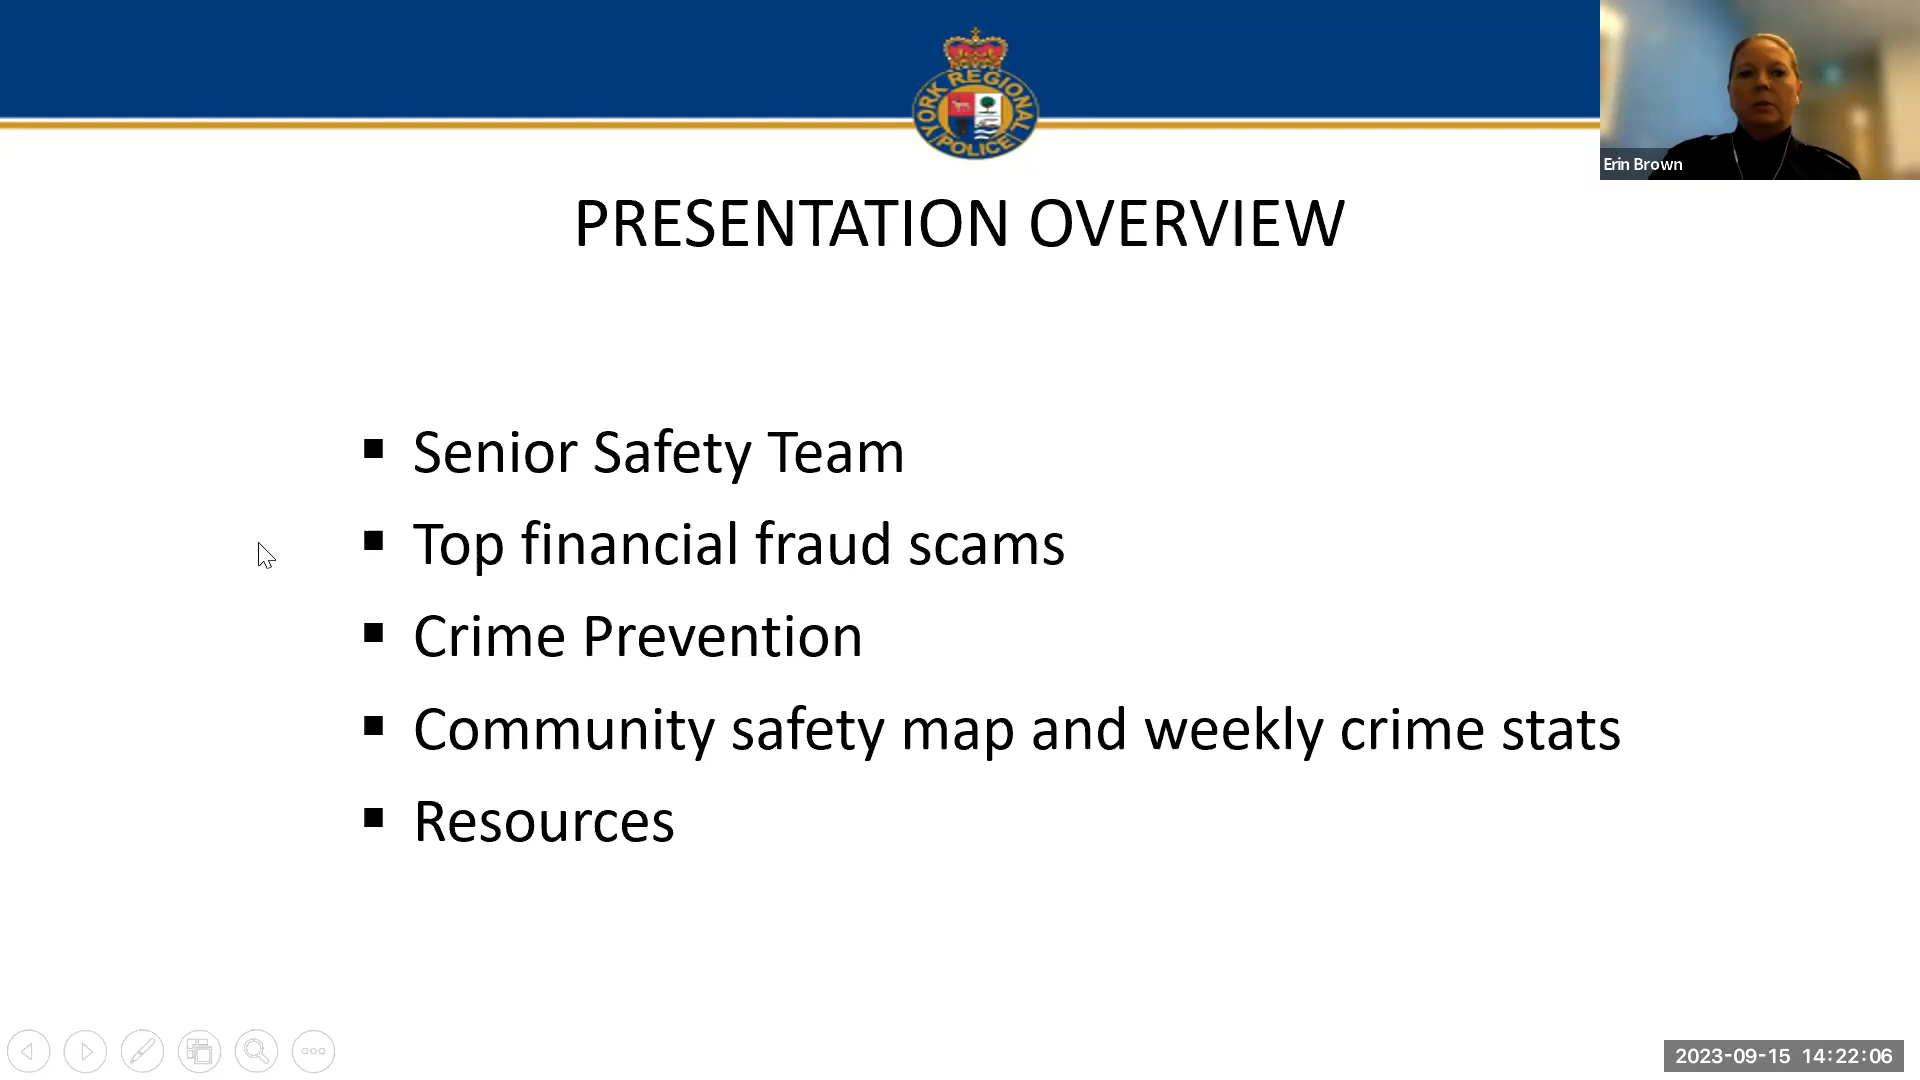 YORK REGIONAL
POLICE
Erin Brown
PRESENTATION OVERVIEW
▪ Senior Safety Team
▪ Top financial fraud scams
▪ Crime Prevention
▪ Community safety map and weekly crime stats
▪ Resources
2023-09-15 14:22:06